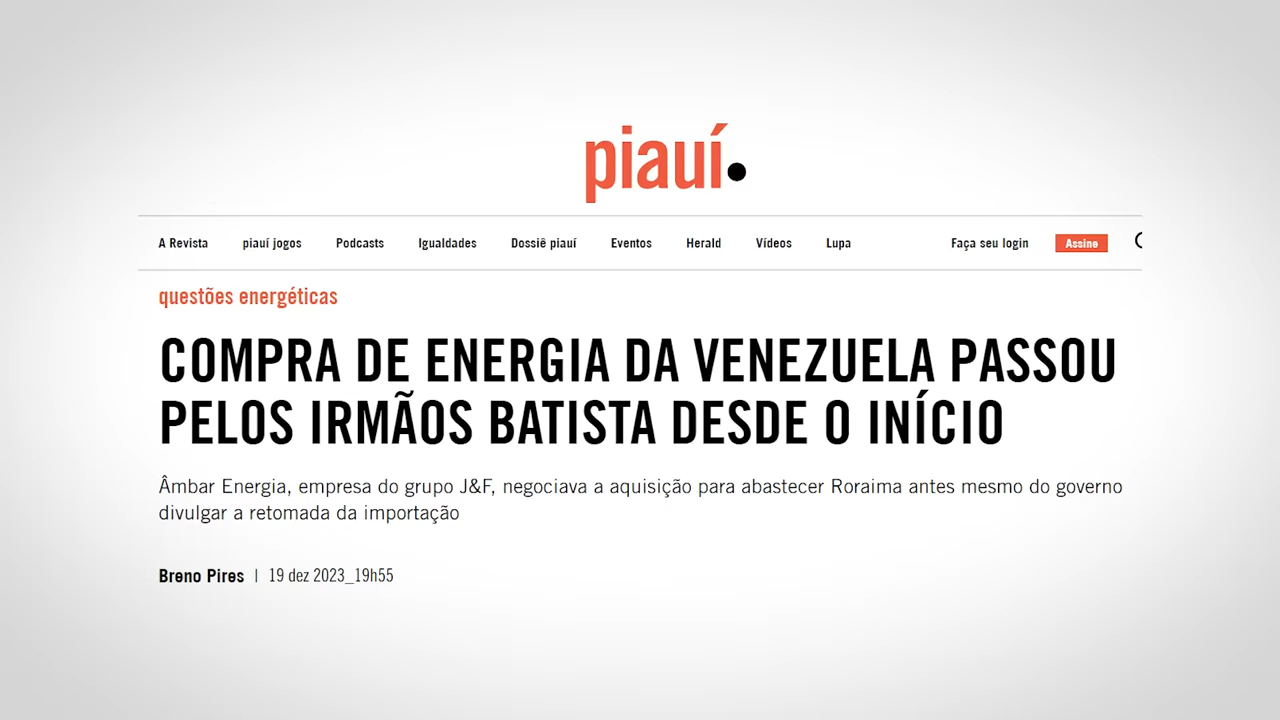 piauí
A Revista piauí jogos Podcasts Igualdades Dossiê piauí Eventos Herald Vídeos Lupa Faça seu login Assine
questões energéticas
COMPRA DE ENERGIA DA VENEZUELA PASSOU
PELOS IRMÃOS BATISTA DESDE O INÍCIO
Âmbar Energia, empresa do grupo J&F, negociava a aquisição para abastecer Roraima antes mesmo do governo
divulgar a retomada da importação
Breno Pires | 19 dez 2023_19h55